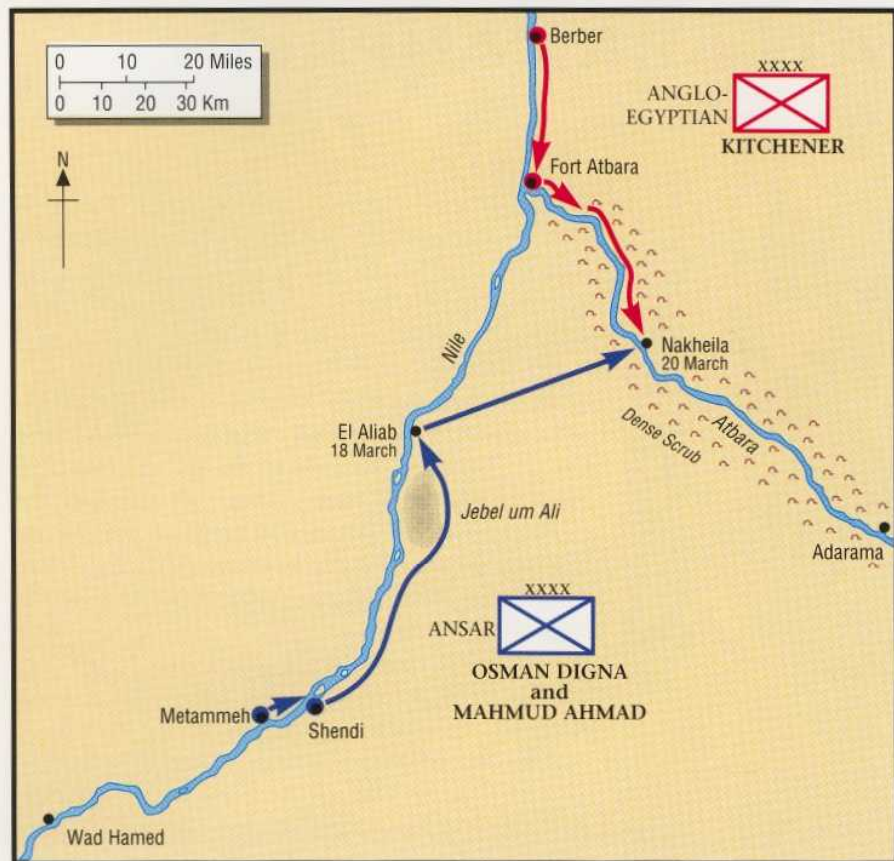 0 10 20 Miles
0 10 20 30 Km
N
Berber
XXXX
ANGLO-
EGYPTIAN
KITCHENER
Fort Atbara
Nile
Nakheila
20 March
El Aliab
18 March
Dense Scrub
Atbara
Jebel um Ali
Adarama
XXXX
ANSAR
OSMAN DIGNA
and
MAHMUD AHMAD
Metammeh
Shendi
Wad Hamed